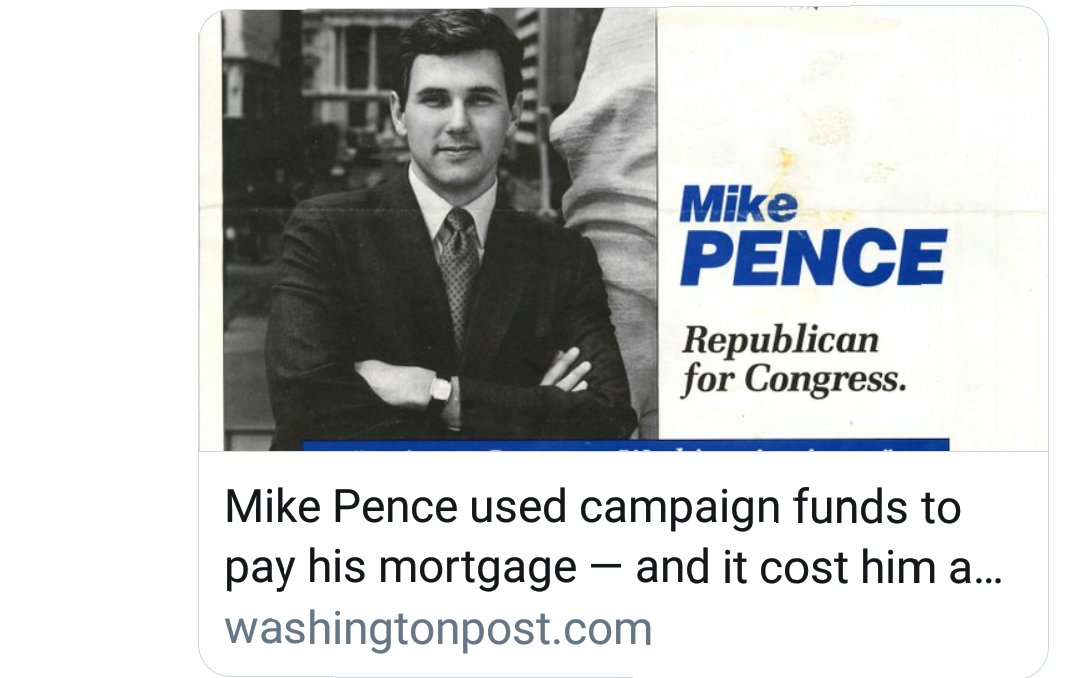 Mike
PENCE
Republican
for Congress.
Mike Pence used campaign funds to
pay his mortgage — and it cost him a...
washingtonpost.com